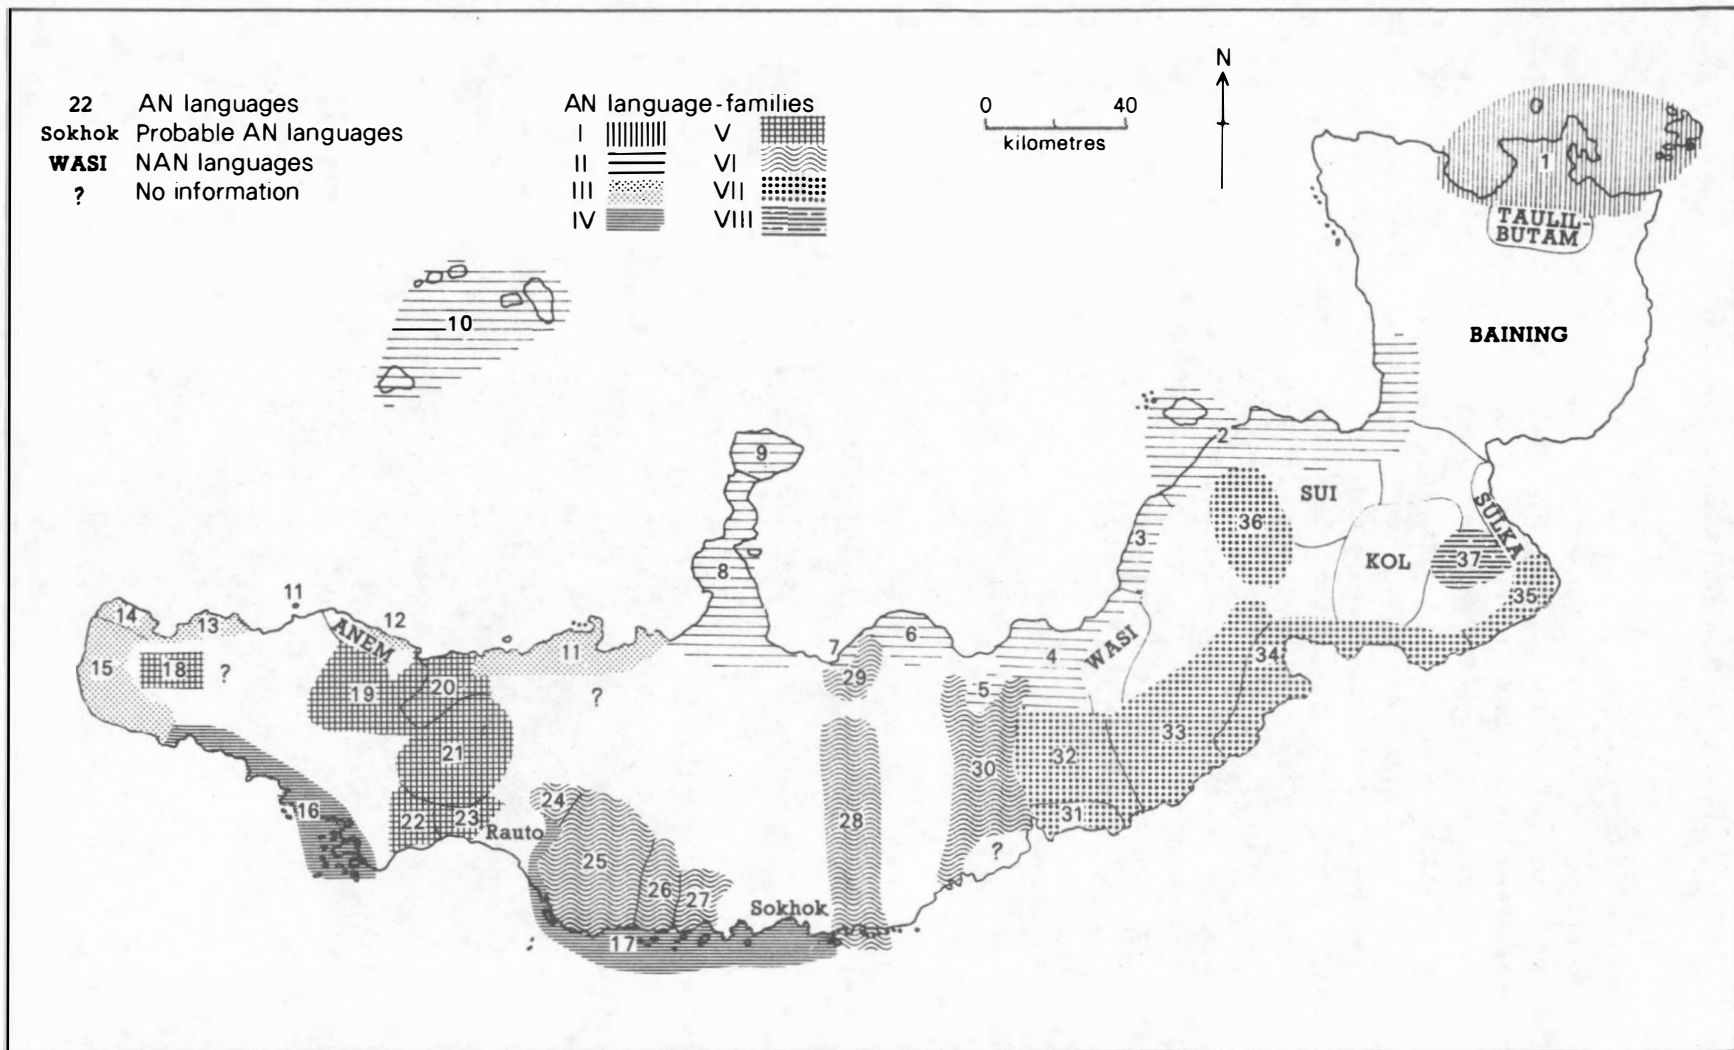 22 AN languages
Sokhok Probable AN languages
WASI NAN languages
? No information
AN language-families
I V
II VI
III VII
IV VIII
0 40
kilometres
N
1
TAULIL-
BUTAM
BAINING
10
2
9
SUI
SULKA
36
3
KOL
37
8
35
11
14
13
12
ANEM
6
7
11
4
WASI
34
15
18
?
19
20
?
29
5
33
21
32
30
16
22
23
24
Rauto
31
28
?
25
26
27
Sokhok
17